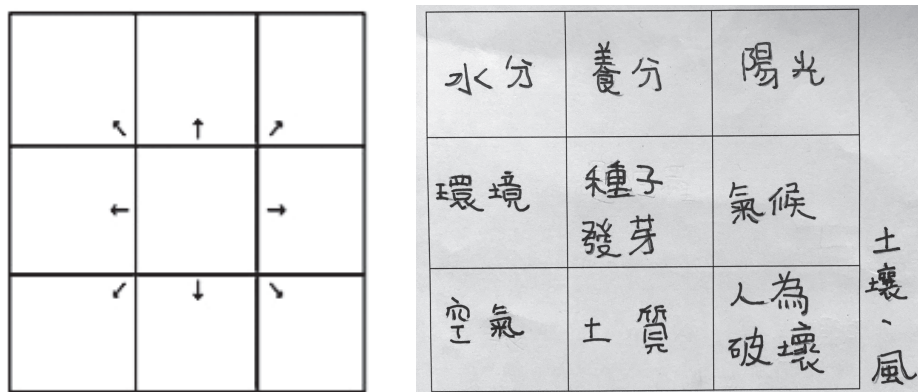 水分 養分 陽光
環境 種子發芽 氣候
空氣 土質 人為破壞
土壤、風